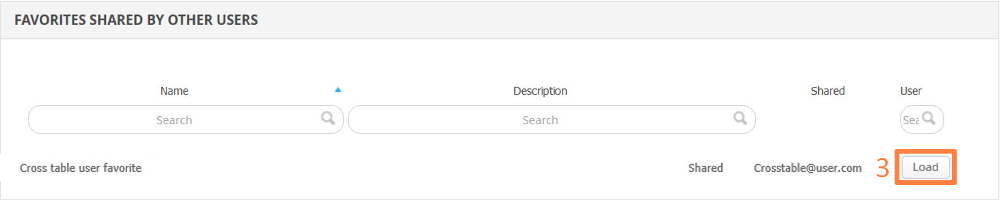 FAVORITES SHARED BY OTHER USERS
Name Description Shared User
Search Search Sea
Cross table user favorite Shared Crosstable@user.com 3 Load